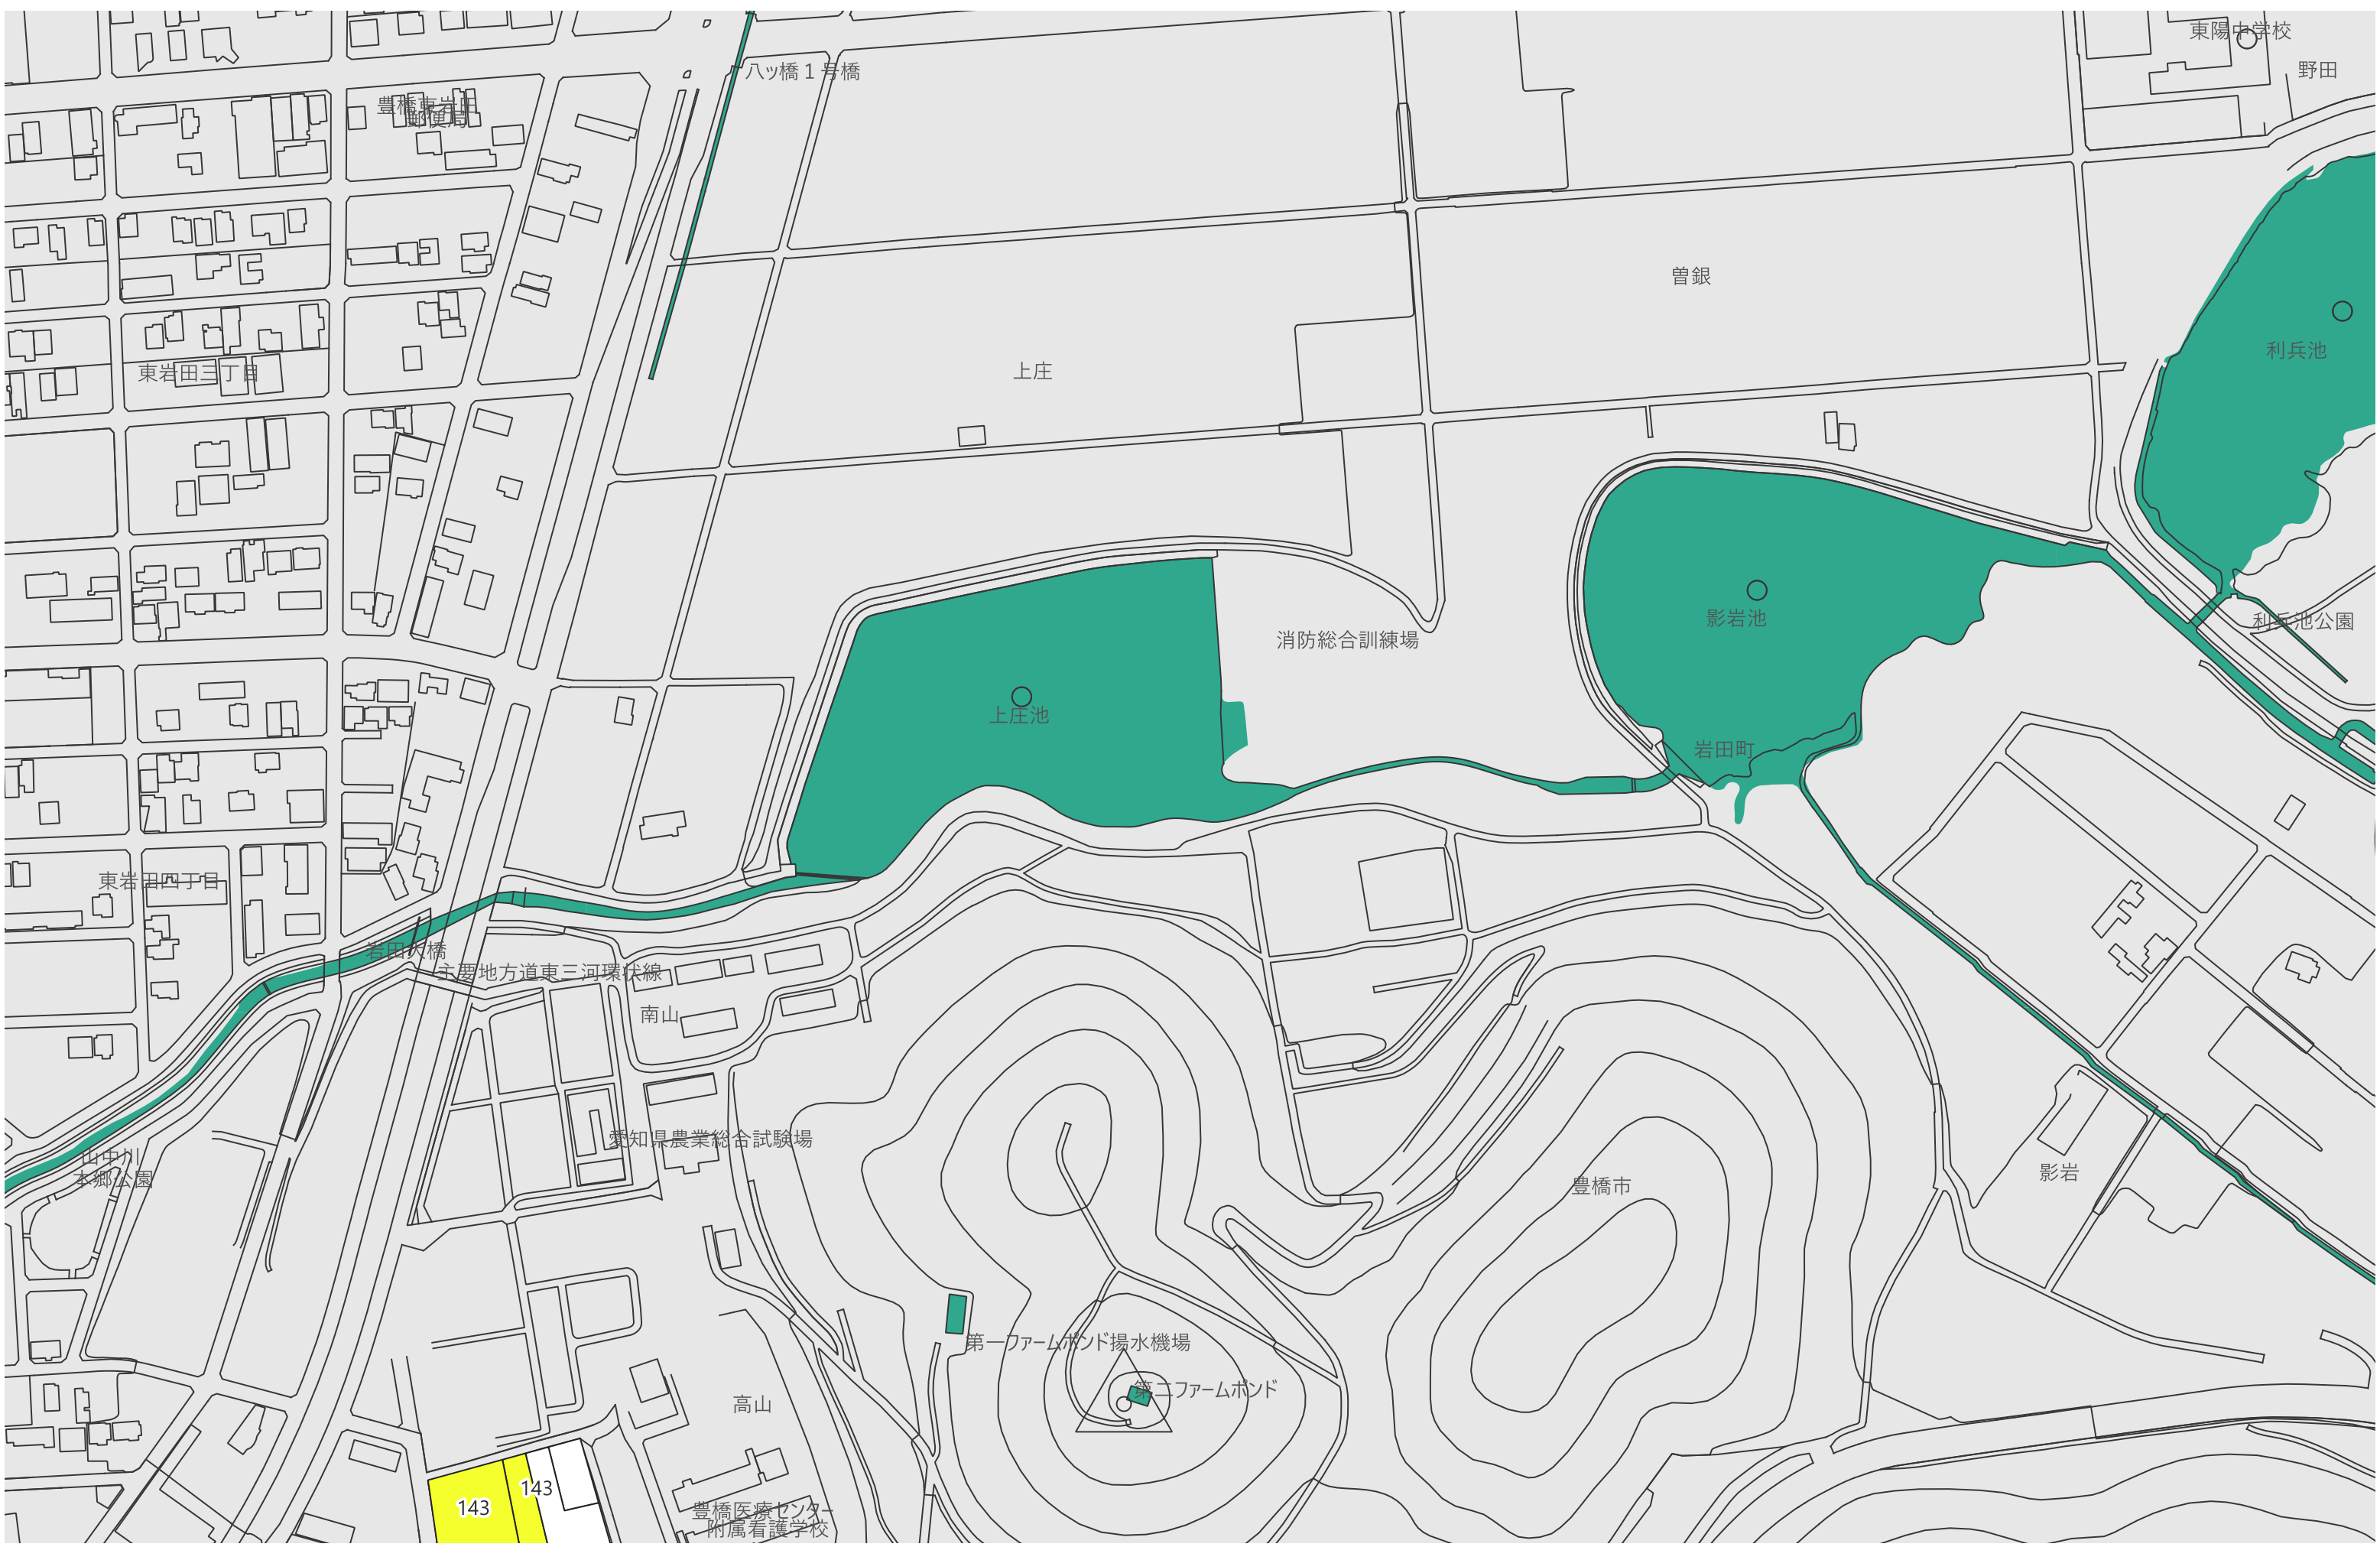 東陽中学校
野田
八ッ橋1号橋
豊橋東岩田
郵便局
曽銀
利兵池
上庄
東岩田三丁目
影岩池
利兵池公園
消防総合訓練場
上庄池
岩田町
東岩田四丁目
岩田大橋
主要地方道東三河環状線
南山
愛知県農業総合試験場
山中川
本郷公園
影岩
豊橋市
第一ファームポンド揚水機場
第二ファームポンド
高山
143
143
豊橋医療センター
附属看護学校